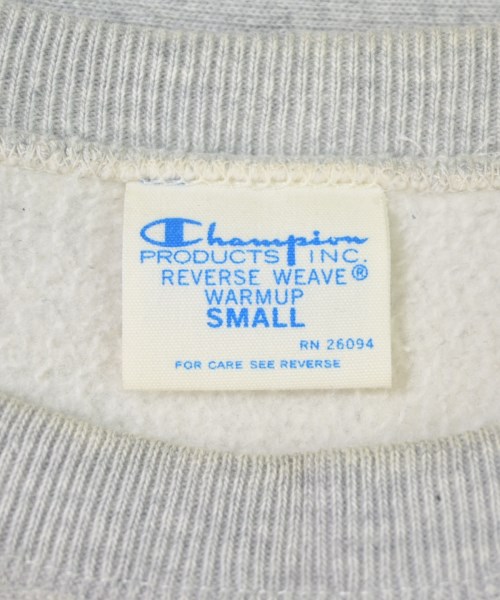 Champion
PRODUCTS INC.
REVERSE WEAVE®
WARMUP
SMALL
RN 26094
FOR CARE SEE REVERSE